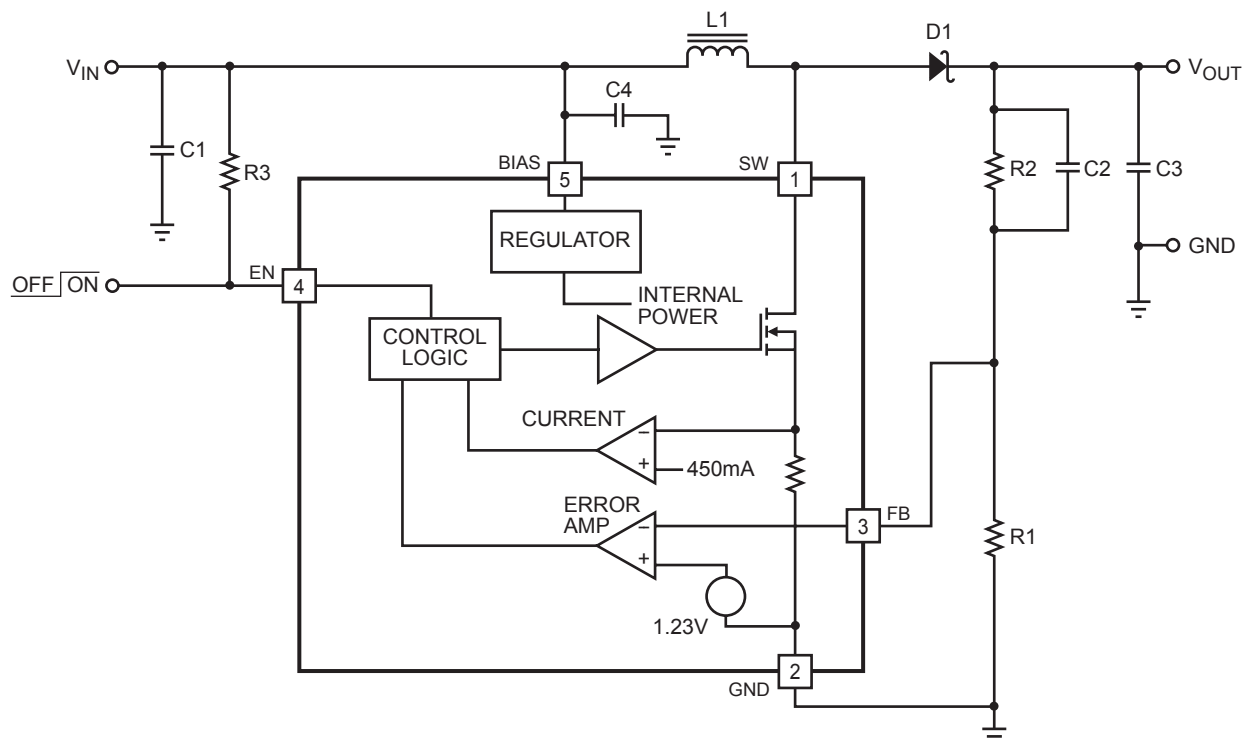 L1
D1
VIN
VOUT
C4
C1
R3
BIAS
SW
5
1
R2
C2
C3
REGULATOR
GND
EN
OFF ON
4
INTERNAL
POWER
CONTROL
LOGIC
CURRENT
−
+
450mA
ERROR
AMP
−
+
3
FB
R1
1.23V
2
GND